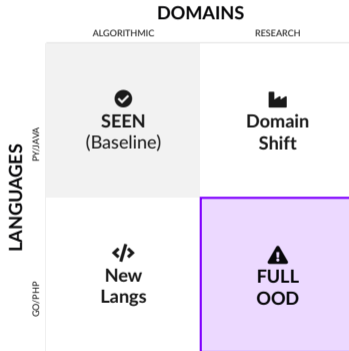 DOMAINS
ALGORITHMIC
RESEARCH
LANGUAGES
PY/JAVA
SEEN
(Baseline)
Domain
Shift
GO/PHP
</>
New
Langs
FULL
OOD